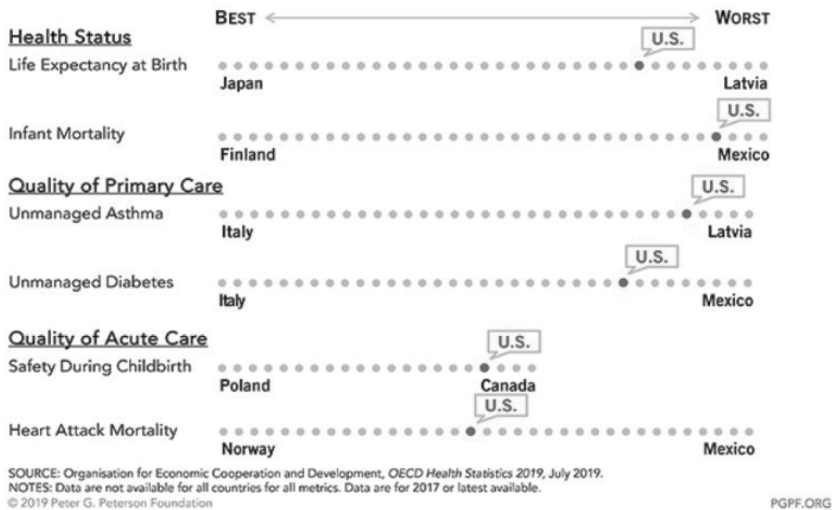 BEST WORST
Health Status
U.S.
Life Expectancy at Birth
Japan Latvia
U.S.
Infant Mortality
Finland Mexico
Quality of Primary Care
U.S.
Unmanaged Asthma
Italy Latvia
U.S.
Unmanaged Diabetes
Italy Mexico
Quality of Acute Care
U.S.
Safety During Childbirth
Poland Canada
U.S.
Heart Attack Mortality
Norway Mexico
SOURCE: Organisation for Economic Cooperation and Development, OECD Health Statistics 2019, July 2019.
NOTES: Data are not available for all countries for all metrics. Data are for 2017 or latest available.
© 2019 Peter G. Peterson Foundation PGPF.ORG